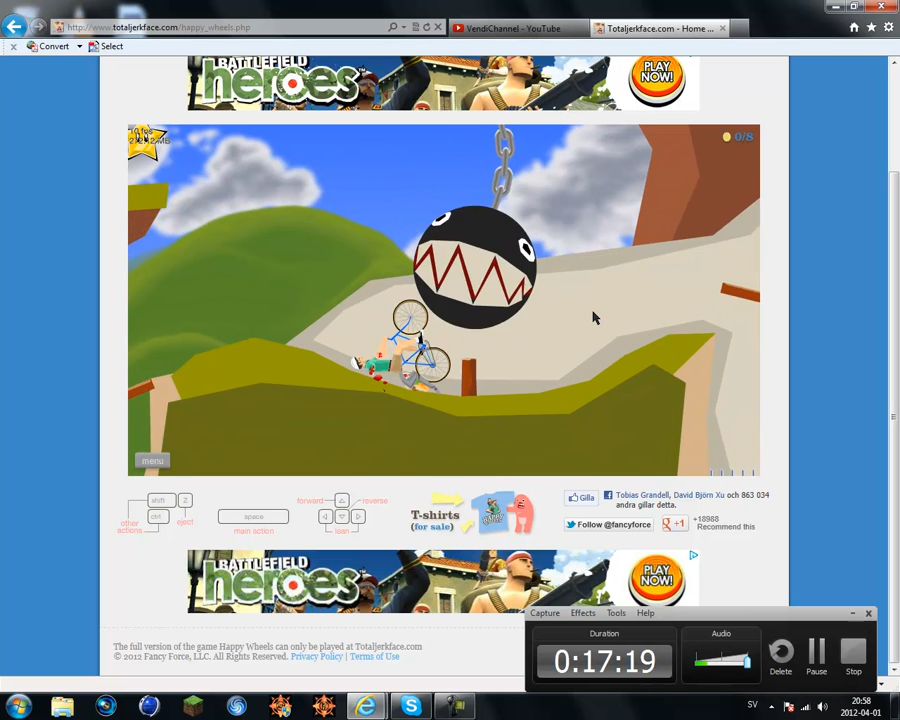 http://www.totaljerkface.com/happy_wheels.php
VendiChannel - YouTube
Totaljerkface.com - Home ...
Convert
Select
BATTLEFIELD
heroes
PLAY
NOW!
10 fps
0/8
menu
shift
Z
ctrl
eject
other
actions
space
main action
forward
reverse
lean
T-shirts
(for sale)
Gilla
Tobias Grandell, David Björn Xu och 863 034
andra gillar detta.
Follow @fancyforce
+1
+18988
Recommend this
BATTLEFIELD
heroes
PLAY
NOW!
The full version of the game Happy Wheels can only be played at Totaljerkface.com
© 2012 Fancy Force, LLC. All Rights Reserved. Privacy Policy | Terms of Use
Capture Effects Tools Help
Duration
0:17:19
Audio
Delete
Pause
Stop
SV
20:58
2012-04-01